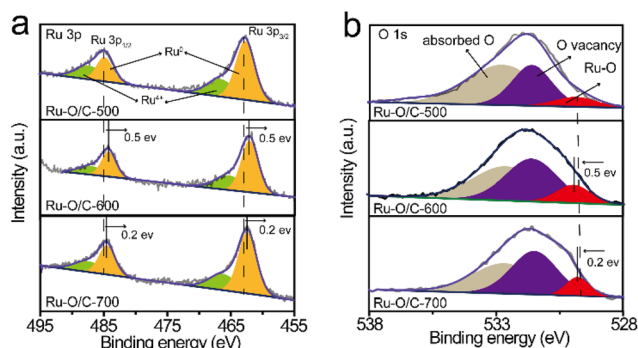 a
Ru 3p
Ru 3p1/2
Ru0
Ru 3p3/2
Ru4+
Ru-O/C-500
0.5 ev
0.5 ev
Ru-O/C-600
0.2 ev
0.2 ev
Ru-O/C-700
Intensity (a.u.)
495 485 475 465 455
Binding energy (eV)
b
O 1s
absorbed O
O vacancy
Ru-O
Ru-O/C-500
0.5 ev
Ru-O/C-600
0.2 ev
Ru-O/C-700
Intensity (a.u.)
538 533 528
Binding energy (eV)